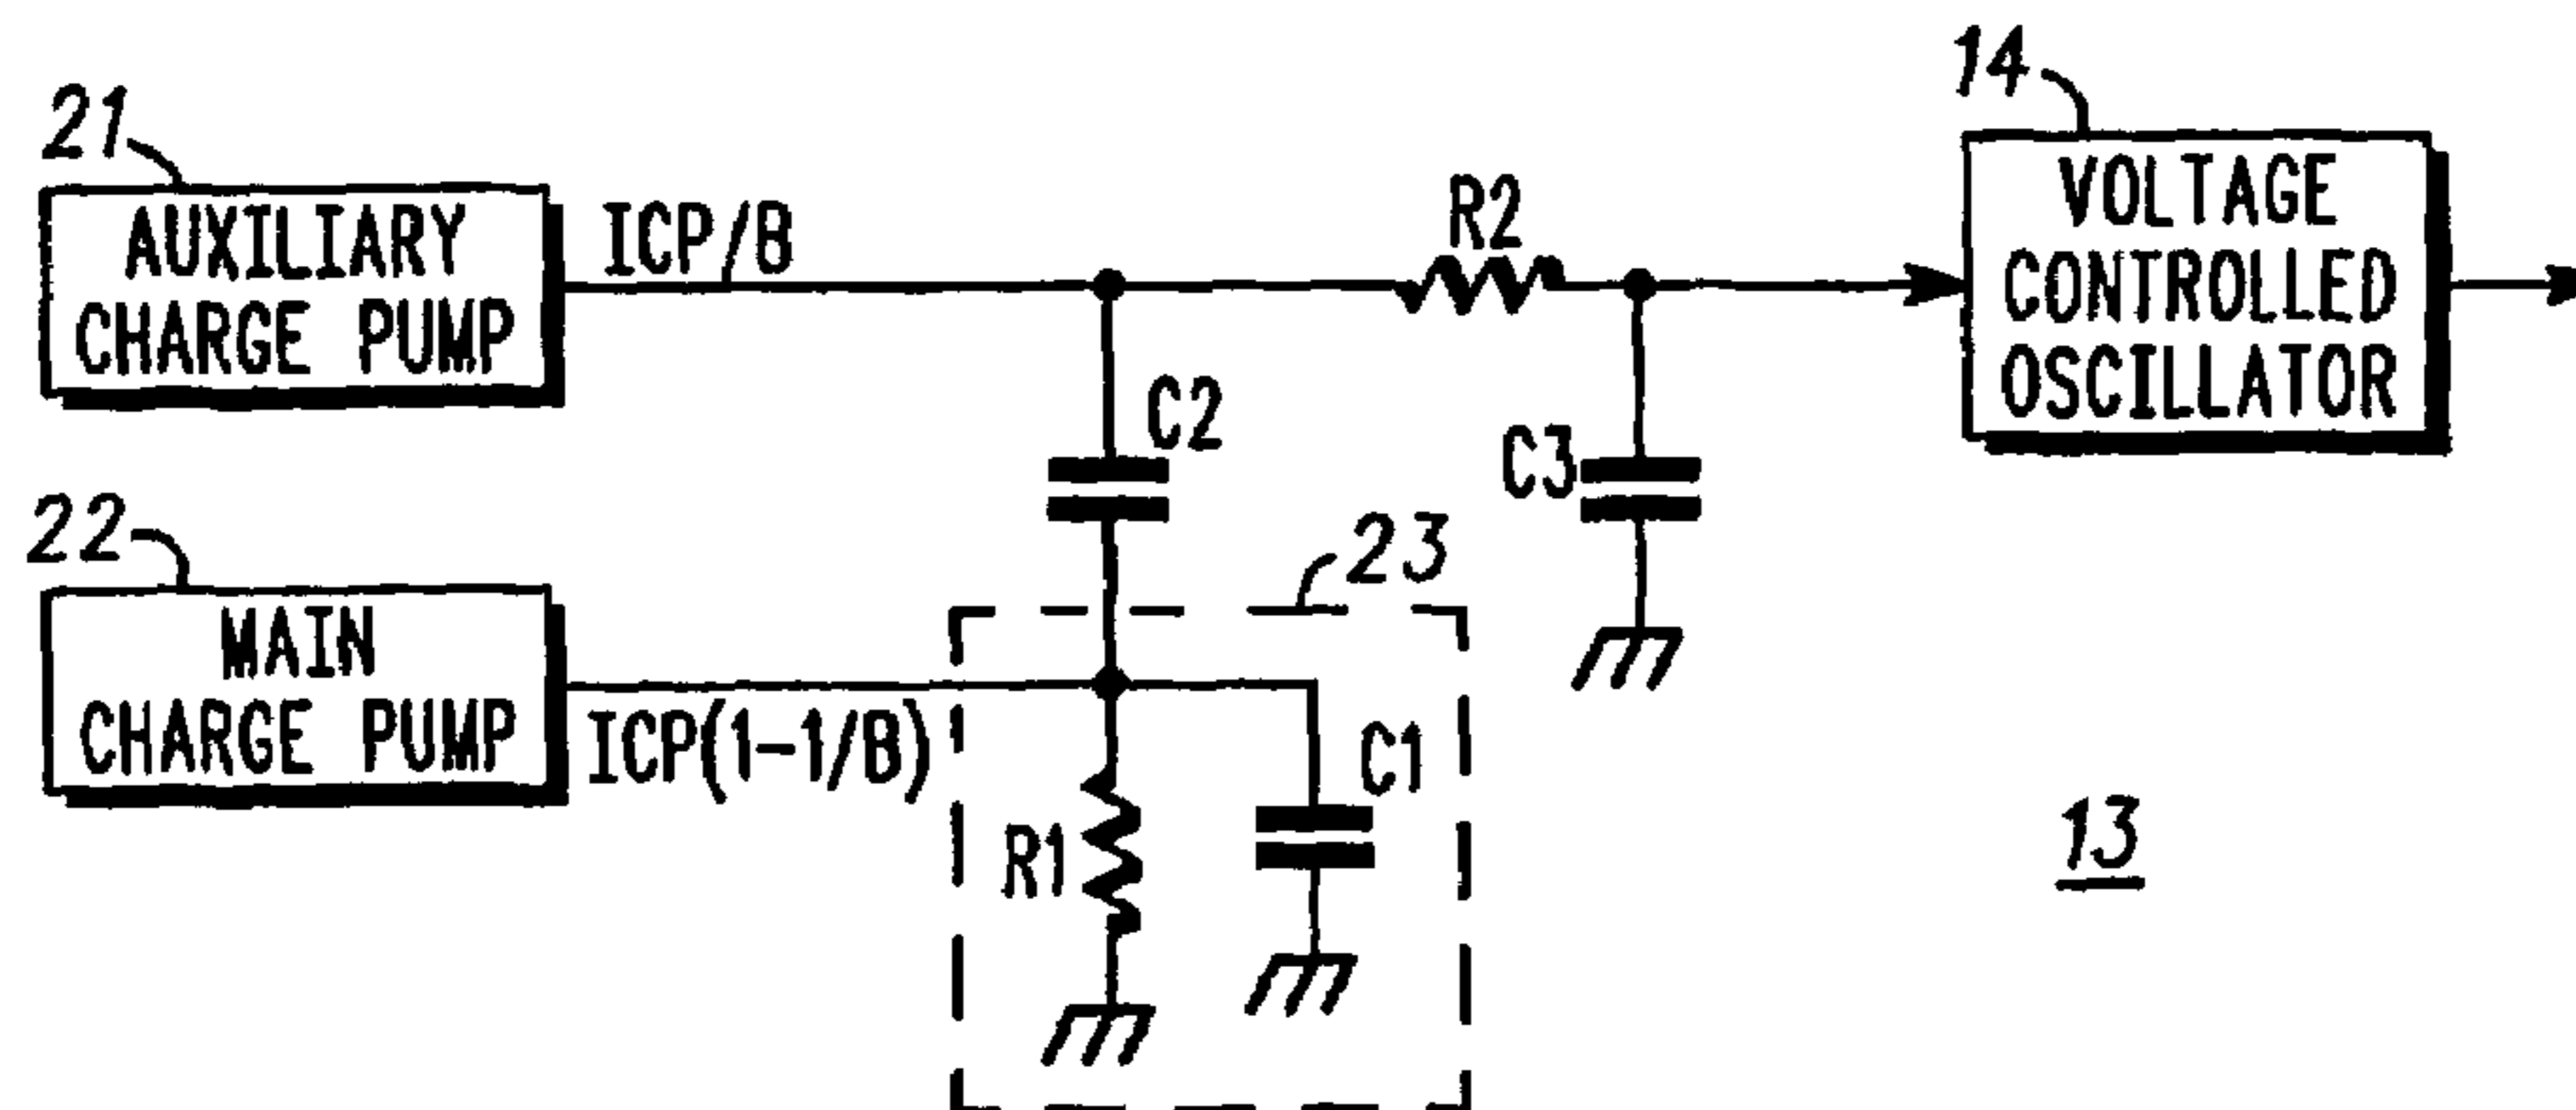 21
AUXILIARY
CHARGE PUMP
ICP/B
R2
14
VOLTAGE
CONTROLLED
OSCILLATOR
C2
C3
22
MAIN
CHARGE PUMP
ICP(1-1/B)
23
R1
C1
13